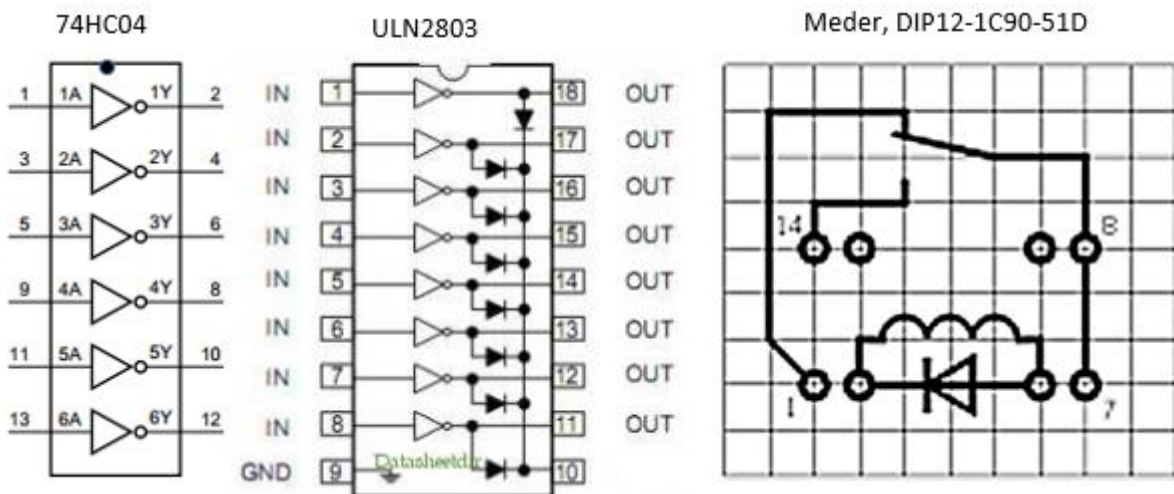 74HC04
ULN2803
Meder, DIP12-1C90-51D
1 1A 1Y 2
3 2A 2Y 4
5 3A 3Y 6
9 4A 4Y 8
11 5A 5Y 10
13 6A 6Y 12
IN 1 18 OUT
IN 2 17 OUT
IN 3 16 OUT
IN 4 15 OUT
IN 5 14 OUT
IN 6 13 OUT
IN 7 12 OUT
IN 8 11 OUT
GND 9 10
14 8
1 7